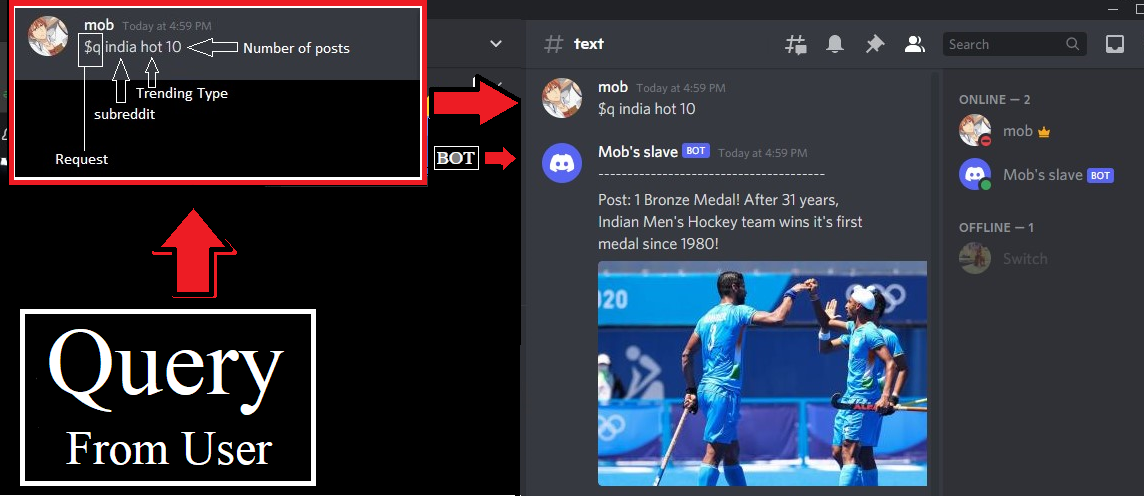 mob Today at 4:59 PM
$q india hot 10
Number of posts
Trending Type
subreddit
Request
BOT
Query
From User
# text
Search
mob Today at 4:59 PM
$q india hot 10
Mob's slave BOT Today at 4:59 PM
---------------------------------------
Post: 1 Bronze Medal! After 31 years,
Indian Men's Hockey team wins it's first
medal since 1980!
2020
1
ALFA
ONLINE — 2
mob
Mob's slave BOT
OFFLINE — 1
Switch